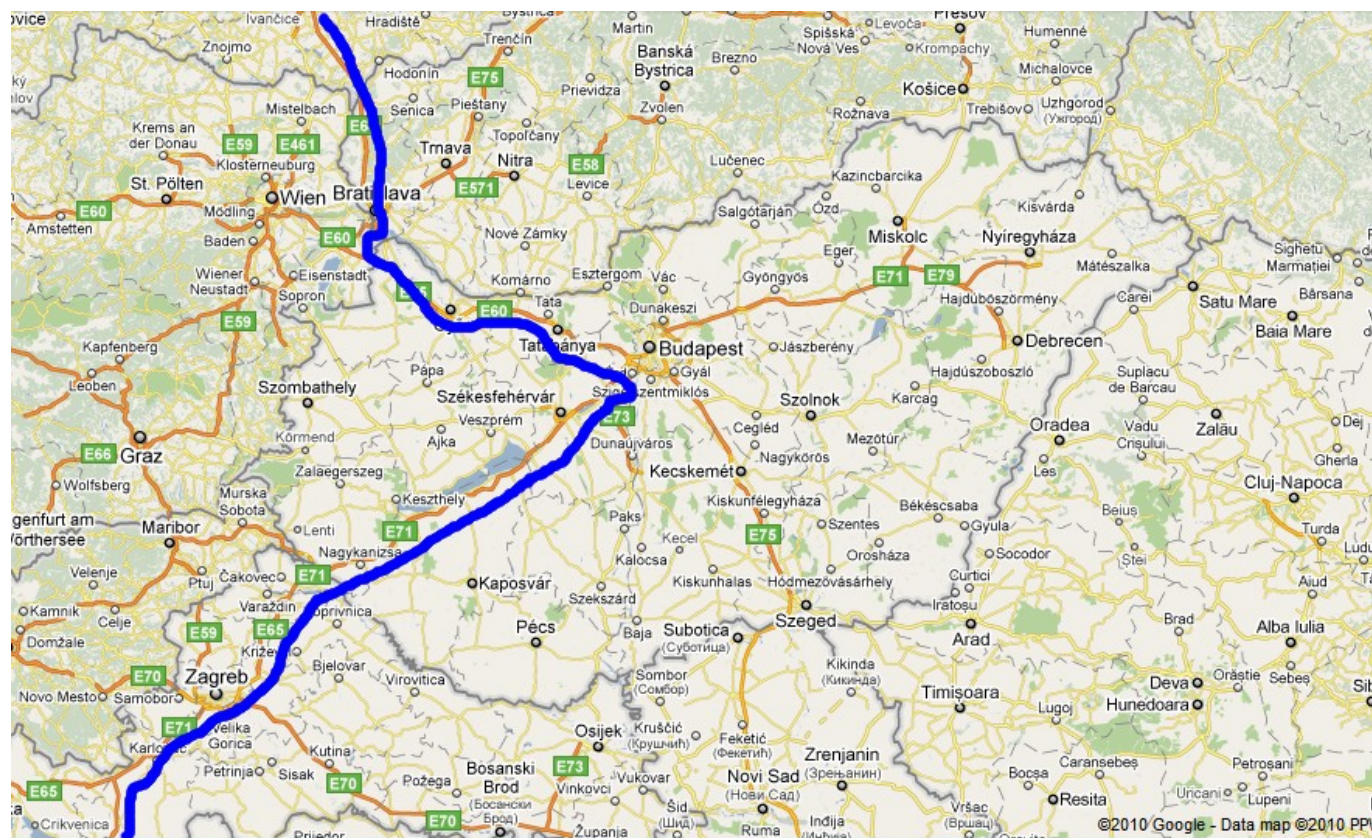 Ivančice
Hradiště
Bystrica
Martin
Spišská
Nová Ves
Levoča
Prešov
Znojmo
Trenčín
E75
Banská
Bystrica
Brezno
Krompachy
Humenné
Hodonín
Senica
Piešťany
Prievidza
Košice
Michalovce
Mistelbach
Topoľčany
Zvolen
Rožnava
Trebišov
Uzhgorod
(Ужгород)
Krems an
der Donau
E59
E461
Klosterneuburg
Trnava
Nitra
E58
Lučenec
St. Pölten
Wien
E571
Levice
Kazincbarcika
E60
Amstetten
Mödling
Baden
E60
Nové Zámky
Salgótarján
Ózd
Miskolc
Kisvárda
Nyíregyháza
Wiener
Neustadt
Eisenstadt
Sopron
Komárno
Esztergom
Vác
Gyöngyös
Eger
E71
E79
Mátészalka
Sighetu
Marmației
Bârsana
E59
E60
Tata
Dunakeszi
Hajdúböszörmény
Carei
Satu Mare
Kapfenberg
Leoben
Budapest
Jászberény
Debrecen
Baia Mare
Szombathely
Pápa
Gyál
Hajdúszoboszló
Suplacu
de Barcau
Székesfehérvár
Karcag
Graz
Körmend
Ajka
Veszprém
E73
Szolnok
Cegléd
Zalău
Dej
E66
Wolfsberg
Zalaegerszeg
Dunaújváros
Nagykőrös
Mezőtúr
Oradea
Vadu
Crișului
Gherla
Murska
Sobota
Keszthely
Kecskemét
Les
Cluj-Napoca
Maribor
Lenti
E71
Paks
Kiskunfélegyháza
Békéscsaba
Beius
Turda
Nagykanizsa
Kalocsa
Kecel
E75
Szentes
Gyula
Velenje
Ptuj
Čakovec
E71
Orosháza
Socodor
Ștei
Kamnik
Celje
Varaždin
Kaposvár
Szekszárd
Kiskunhalas
Hódmezővásárhely
Curtici
Iratoșu
Aiud
Domžale
E59
E65
Pécs
Baja
Subotica
(Суботица)
Szeged
Arad
Brad
Alba Iulia
E70
Novo Mesto
Samobor
Zagreb
Bjelovar
Virovitica
Sombor
(Сомбор)
Kikinda
(Кикинда)
Timișoara
Deva
Orăștie
Sebeș
E71
Velika
Gorica
Osijek
Kruščić
(Крушчић)
Feketić
(Фекетић)
Lugoj
Hunedoara
Kutina
Petrinja
Sisak
E70
Požega
Bosanski
Brod
(Босански
Брод)
E73
Vinkovci
Vukovar
Novi Sad
(Нови Сад)
Zrenjanin
(Зрењанин)
Caransebeș
Bocșa
Resita
Petroșani
Uricani
Lupeni
E65
Crikvenica
Prijedor
E70
Županja
Šid
(Шид)
Ruma
Inđija
Vršac
(Вршац)
©2010 Google - Data map ©2010